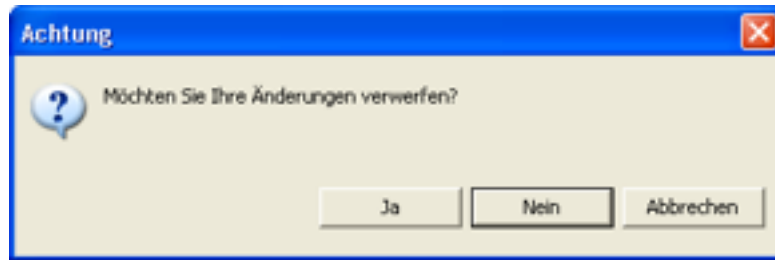 Achtung
Möchten Sie Ihre Änderungen verwerfen?
Ja Nein Abbrechen